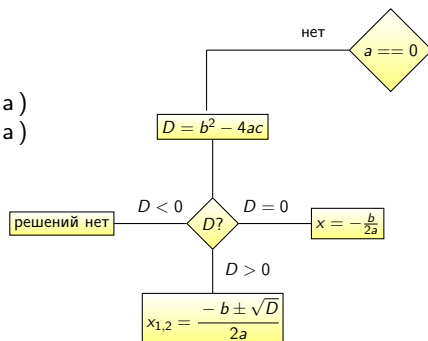 нет
a == 0
a )
a )
D = b² − 4ac
D < 0
D?
D = 0
решений нет
x = −b/2a
D > 0
x₁,₂ = (−b ± √D)/2a